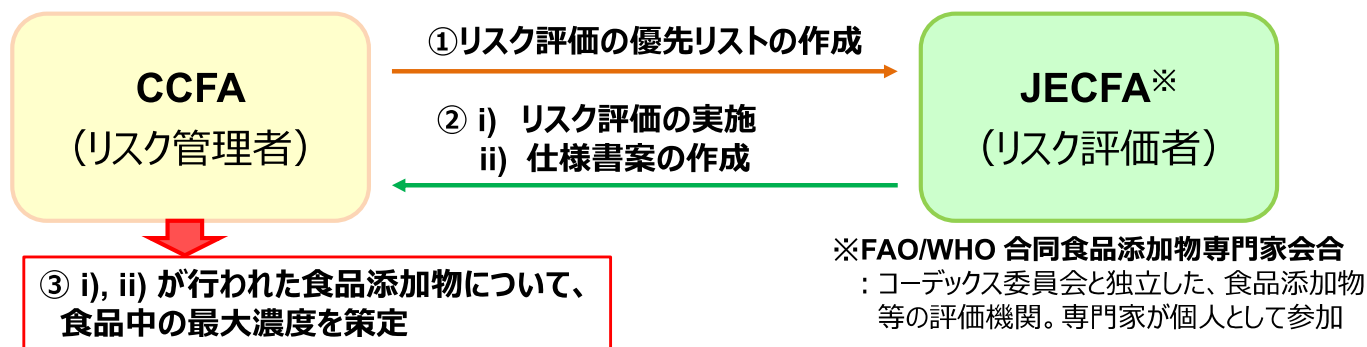 CCFA
（リスク管理者）
①リスク評価の優先リストの作成
② i) リスク評価の実施
ii) 仕様書案の作成
JECFA※
（リスク評価者）
③ i), ii) が行われた食品添加物について、
食品中の最大濃度を策定
※FAO/WHO 合同食品添加物専門家会合
：コーデックス委員会と独立した、食品添加物
等の評価機関。専門家が個人として参加